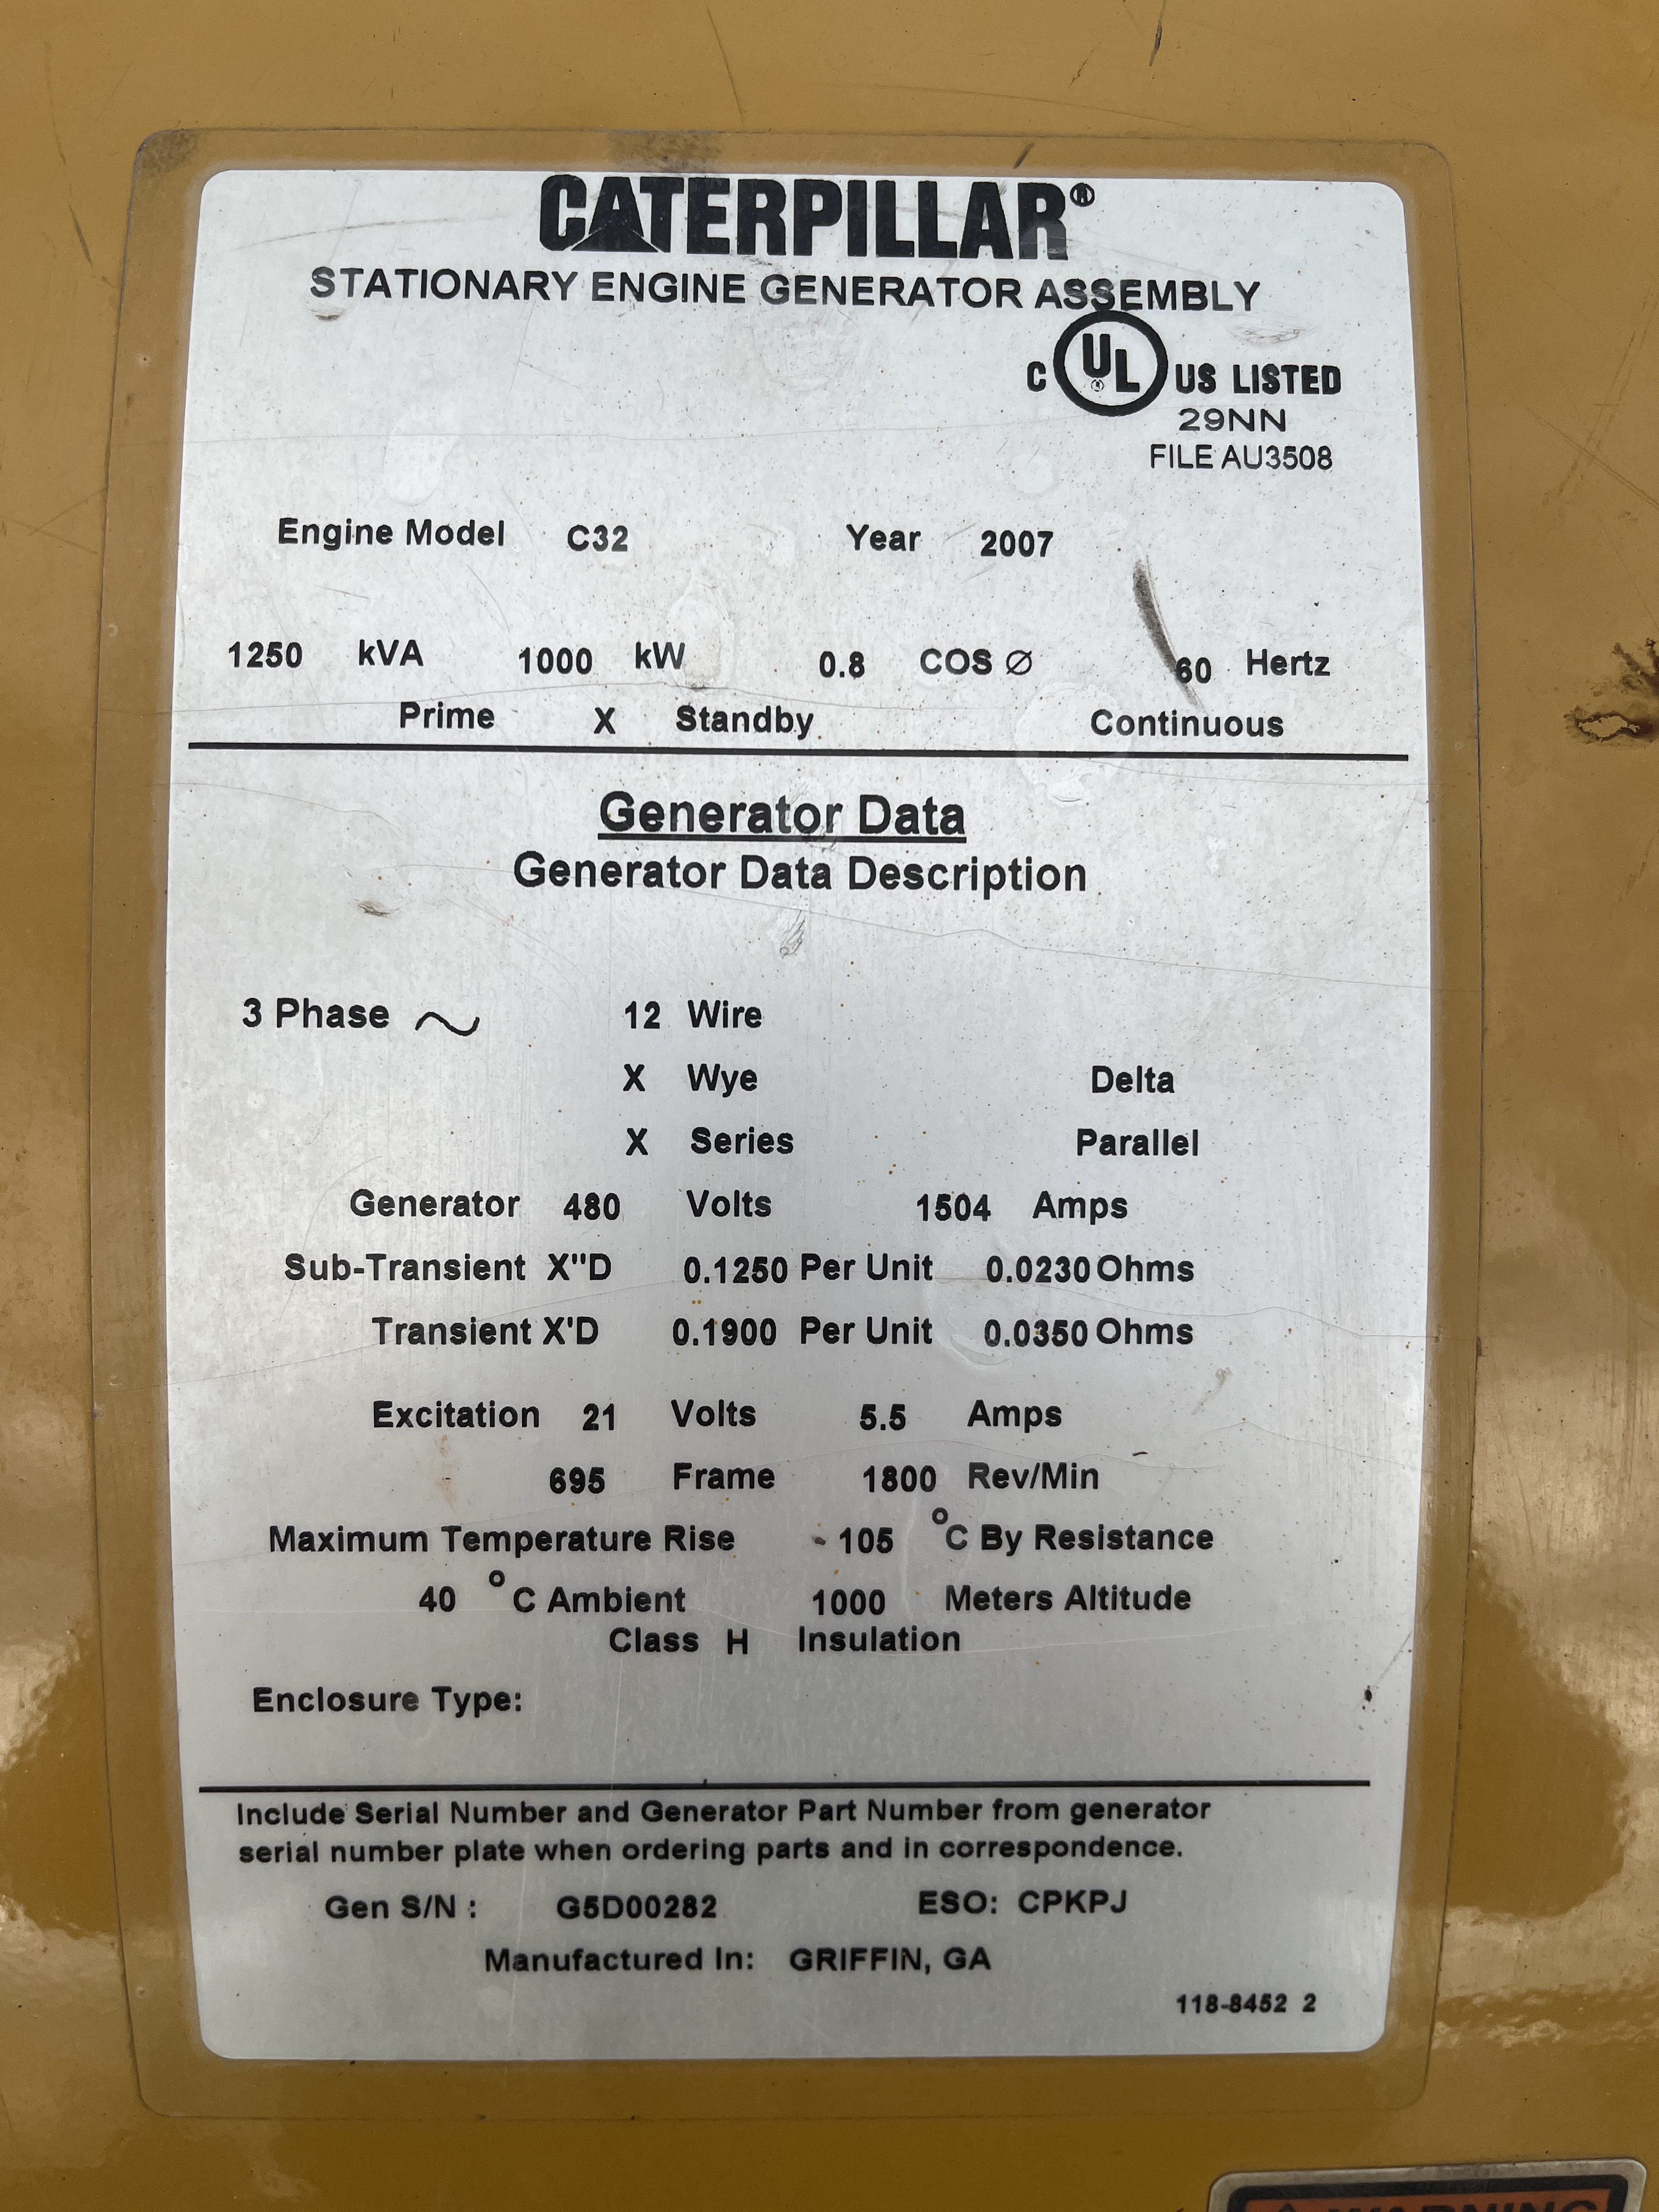 CATERPILLAR®
STATIONARY ENGINE GENERATOR ASSEMBLY
C UL ® US LISTED
29NN
FILE AU3508
Engine Model C32 Year 2007
1250 kVA 1000 kW 0.8 COS Ø 60 Hertz
Prime X Standby Continuous
Generator Data
Generator Data Description
3 Phase ~ 12 Wire
X Wye Delta
X Series Parallel
Generator 480 Volts 1504 Amps
Sub-Transient X"D 0.1250 Per Unit 0.0230 Ohms
Transient X'D 0.1900 Per Unit 0.0350 Ohms
Excitation 21 Volts 5.5 Amps
695 Frame 1800 Rev/Min
Maximum Temperature Rise 105 °C By Resistance
40 °C Ambient 1000 Meters Altitude
Class H Insulation
Enclosure Type:
Include Serial Number and Generator Part Number from generator
serial number plate when ordering parts and in correspondence.
Gen S/N : G5D00282 ESO: CPKPJ
Manufactured In: GRIFFIN, GA
118-8452 2
WARNING